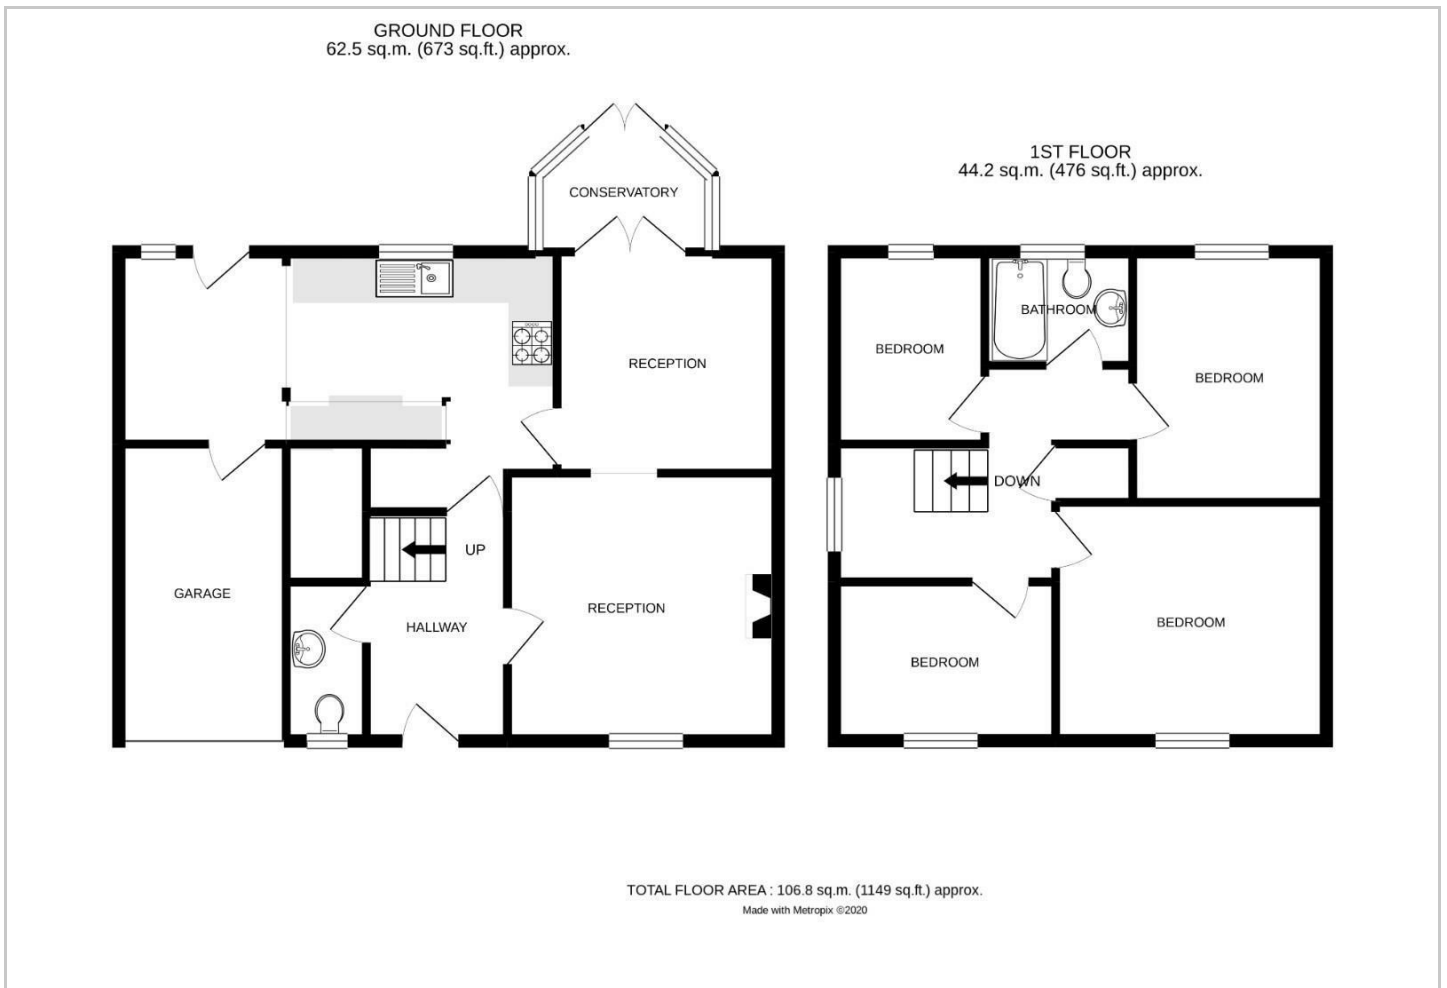 GROUND FLOOR
62.5 sq.m. (673 sq.ft.) approx.
1ST FLOOR
44.2 sq.m. (476 sq.ft.) approx.
CONSERVATORY
RECEPTION
BATHROOM
BEDROOM
BEDROOM
DOWN
UP
GARAGE
RECEPTION
HALLWAY
BEDROOM
BEDROOM
TOTAL FLOOR AREA : 106.8 sq.m. (1149 sq.ft.) approx.
Made with Metropix ©2020